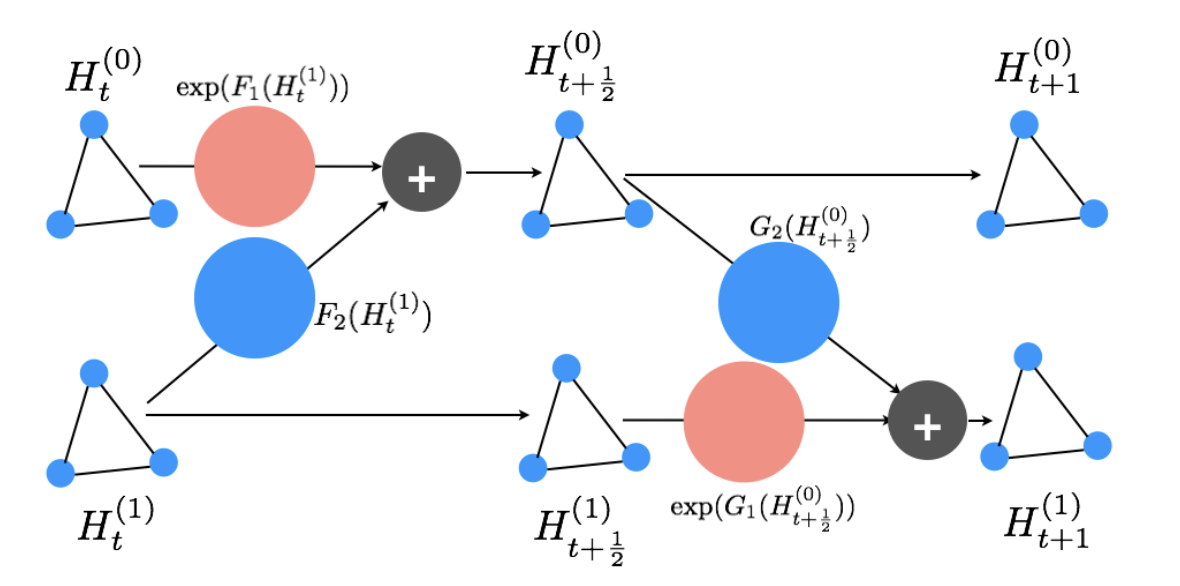 H_t^{(0)}
exp(F_1(H_t^{(1)}))
H_{t+\frac{1}{2}}^{(0)}
H_{t+1}^{(0)}
+
G_2(H_{t+\frac{1}{2}}^{(0)})
F_2(H_t^{(1)})
+
H_t^{(1)}
H_{t+\frac{1}{2}}^{(1)}
exp(G_1(H_{t+\frac{1}{2}}^{(0)}))
H_{t+1}^{(1)}